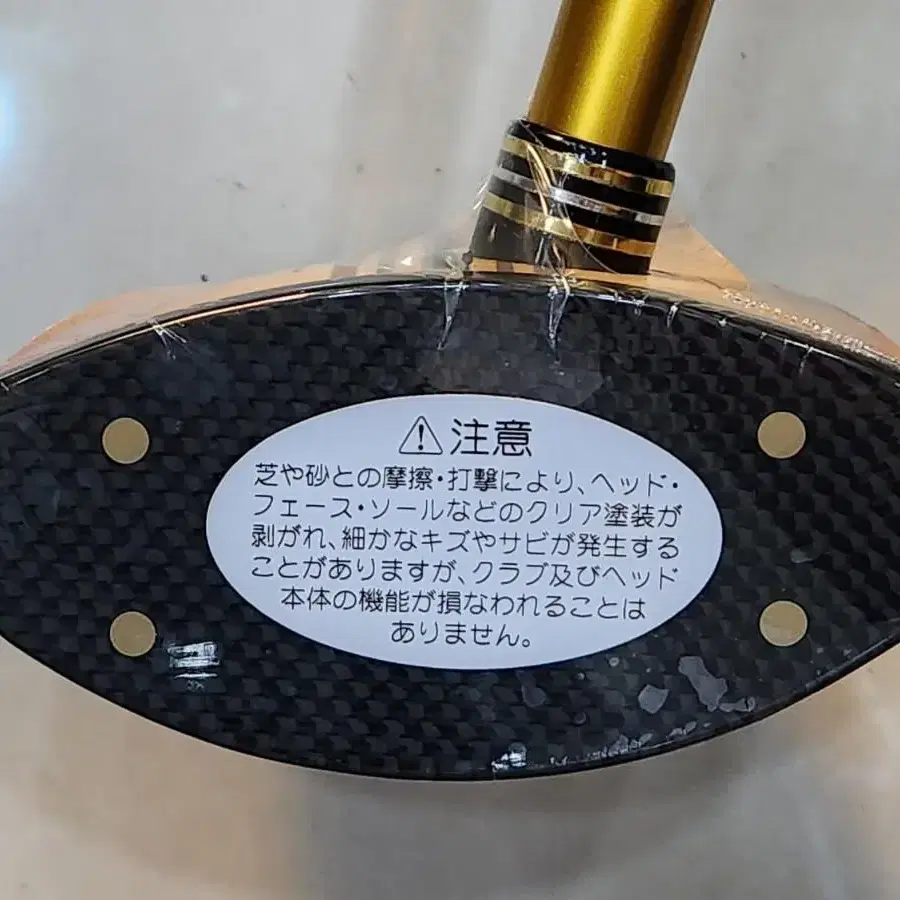 ⚠注意
芝や砂との摩擦・打撃により、ヘッド・
フェース・ソールなどのクリア塗装が
剥がれ、細かなキズやサビが発生する
ことがありますが、クラブ及びヘッド
本体の機能が損なわれることは
ありません。